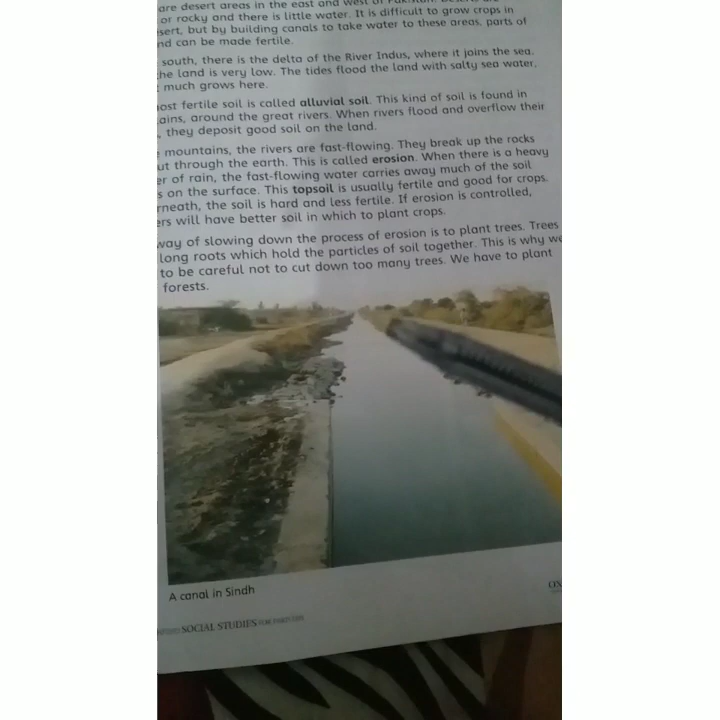 are desert areas in the east and west of Pakistan.
or rocky and there is little water. It is difficult to grow crops in
sert, but by building canals to take water to these areas, parts of
nd can be made fertile.
south, there is the delta of the River Indus, where it joins the sea.
he land is very low. The tides flood the land with salty sea water,
much grows here.
ost fertile soil is called alluvial soil. This kind of soil is found in
ains, around the great rivers. When rivers flood and overflow their
, they deposit good soil on the land.
mountains, the rivers are fast-flowing. They break up the rocks
ut through the earth. This is called erosion. When there is a heavy
er of rain, the fast-flowing water carries away much of the soil
s on the surface. This topsoil is usually fertile and good for crops.
rneath, the soil is hard and less fertile. If erosion is controlled,
ers will have better soil in which to plant crops.
way of slowing down the process of erosion is to plant trees. Trees
long roots which hold the particles of soil together. This is why we
to be careful not to cut down too many trees. We have to plant
forests.
A canal in Sindh
OX
SOCIAL STUDIES FOR PAKISTAN